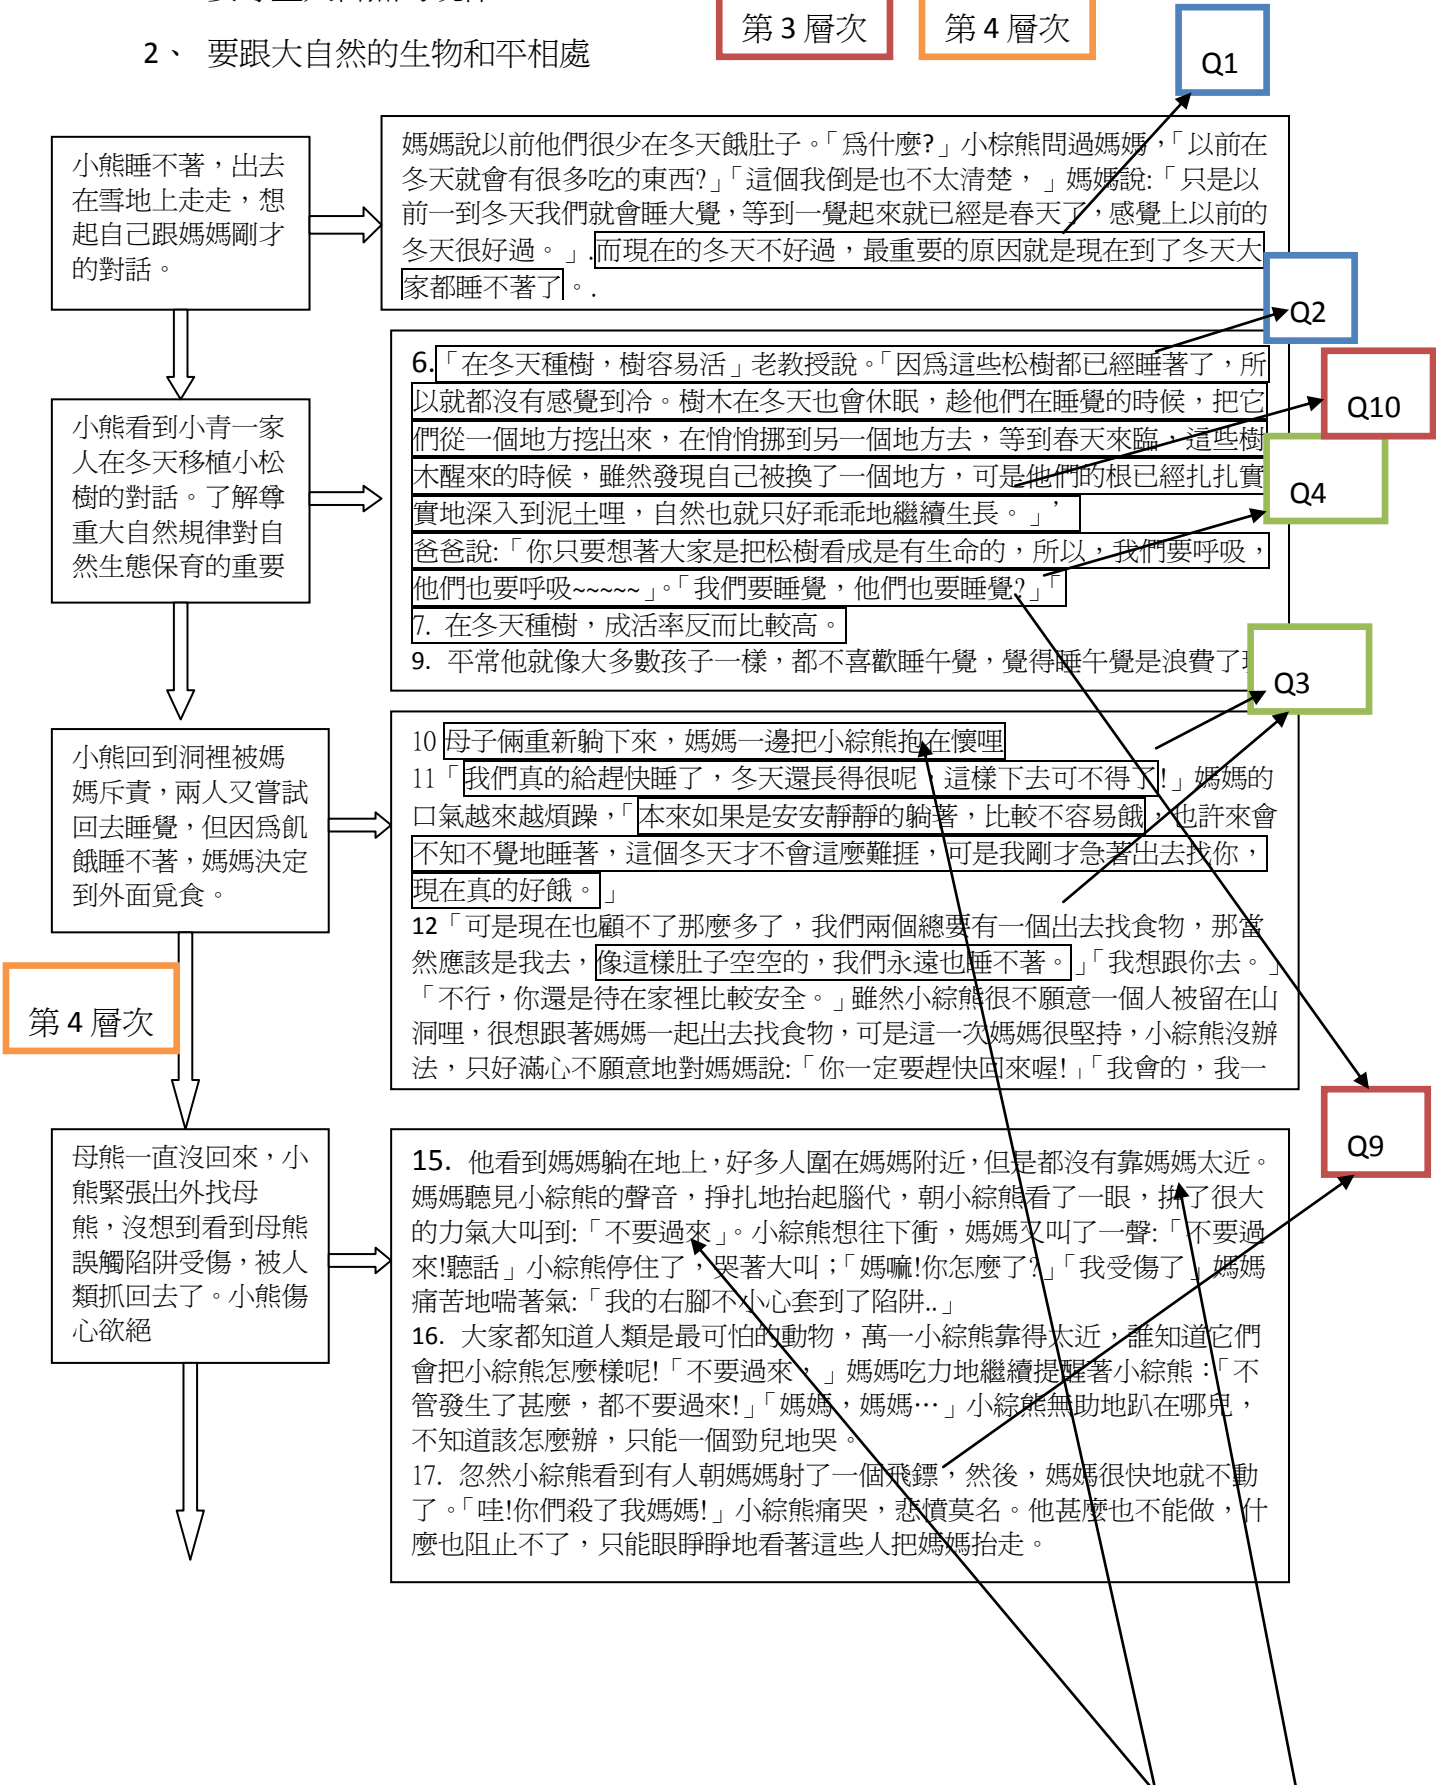 2、 要跟大自然的生物和平相處
第 3 層次
第 4 層次
Q1
小熊睡不著，出去
在雪地上走走，想
起自己跟媽媽剛才
的對話。
媽媽說以前他們很少在冬天餓肚子。「為什麼?」小棕熊問過媽媽，「以前在
冬天就會有很多吃的東西?」「這個我倒是也不太清楚，」媽媽說:「只是以
前一到冬天我們就會睡大覺，等到一覺起來就已經是春天了，感覺上以前的
冬天很好過。」.而現在的冬天不好過，最重要的原因就是現在到了冬天大
家都睡不著了。.
Q2
小熊看到小青一家
人在冬天移植小松
樹的對話。了解尊
重大自然規律對自
然生態保育的重要
6.「在冬天種樹，樹容易活」老教授說。「因為這些松樹都已經睡著了，所
以就都沒有感覺到冷。樹木在冬天也會休眠，趁他們在睡覺的時候，把它
們從一個地方挖出來，在悄悄挪到另一個地方去，等到春天來臨，這些樹
木醒來的時候，雖然發現自己被換了一個地方，可是他們的根已經扎扎實
實地深入到泥土哩，自然也就只好乖乖地繼續生長。」’
爸爸說:「你只要想著大家是把松樹看成是有生命的，所以，我們要呼吸，
他們也要呼吸~~~~~」。「我們要睡覺，他們也要睡覺?」「
7. 在冬天種樹，成活率反而比較高。
9. 平常他就像大多數孩子一樣，都不喜歡睡午覺，覺得睡午覺是浪費了
Q10
Q4
Q3
小熊回到洞裡被媽
媽斥責，兩人又嘗試
回去睡覺，但因為飢
餓睡不著，媽媽決定
到外面覓食。
10 母子倆重新躺下來，媽媽一邊把小綜熊抱在懷哩
11「我們真的給趕快睡了，冬天還長得很呢，這樣下去可不得了!」媽媽的
口氣越來越煩躁，「本來如果是安安靜靜的躺著，比較不容易餓，也許來會
不知不覺地睡著，這個冬天才不會這麼難捱，可是我剛才急著出去找你，
現在真的好餓。」
12「可是現在也顧不了那麼多了，我們兩個總要有一個出去找食物，那當
然應該是我去，像這樣肚子空空的，我們永遠也睡不著。」「我想跟你去。」
「不行，你還是待在家裡比較安全。」雖然小綜熊很不願意一個人被留在山
洞哩，很想跟著媽媽一起出去找食物，可是這一次媽媽很堅持，小綜熊沒辦
法，只好滿心不願意地對媽媽說:「你一定要趕快回來喔!」「我會的，我一
第 4 層次
Q9
母熊一直沒回來，小
熊緊張出外找母
熊，沒想到看到母熊
誤觸陷阱受傷，被人
類抓回去了。小熊傷
心欲絕
15. 他看到媽媽躺在地上，好多人圍在媽媽附近，但是都沒有靠媽媽太近。
媽媽聽見小綜熊的聲音，掙扎地抬起腦代，朝小綜熊看了一眼，拚了很大
的力氣大叫到:「不要過來」。小綜熊想往下衝，媽媽又叫了一聲:「不要過
來!聽話」小綜熊停住了，哭著大叫；「媽嘛!你怎麼了?」「我受傷了」媽媽
痛苦地喘著氣:「我的右腳不小心套到了陷阱..」
16. 大家都知道人類是最可怕的動物，萬一小綜熊靠得太近，誰知道它們
會把小綜熊怎麼樣呢!「不要過來，」媽媽吃力地繼續提醒著小綜熊：「不
管發生了甚麼，都不要過來!」「媽媽，媽媽…」小綜熊無助地趴在哪兒，
不知道該怎麼辦，只能一個勁兒地哭。
17. 忽然小綜熊看到有人朝媽媽射了一個飛鏢，然後，媽媽很快地就不動
了。「哇!你們殺了我媽媽!」小綜熊痛哭，悲憤莫名。他甚麼也不能做，什
麼也阻止不了，只能眼睜睜地看著這些人把媽媽抬走。